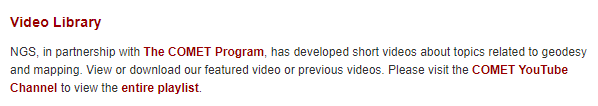 Video Library
NGS, in partnership with The COMET Program, has developed short videos about topics related to geodesy
and mapping. View or download our featured video or previous videos. Please visit the COMET YouTube
Channel to view the entire playlist.